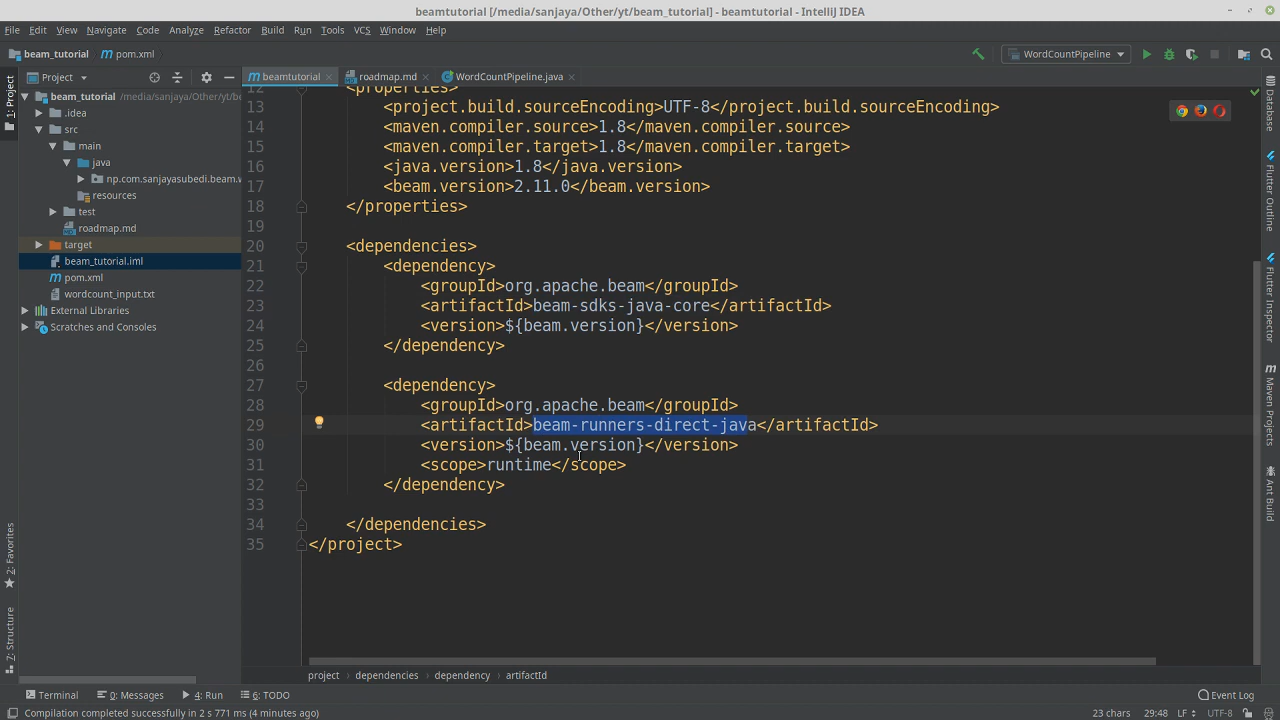 beamtutorial [/media/sanjaya/Other/yt/beam_tutorial] - beamtutorial - IntelliJ IDEA
File Edit View Navigate Code Analyze Refactor Build Run Tools VCS Window Help
beam_tutorial pom.xml WordCountPipeline
1: Project
Project
beamtutorial roadmap.md WordCountPipeline.java
beam_tutorial /media/sanjaya/Other/yt/b
.idea
src
main
java
np.com.sanjayasubedi.beam.w
resources
test
roadmap.md
target
beam_tutorial.iml
pom.xml
wordcount_input.txt
External Libraries
Scratches and Consoles
12 <properties>
13 <project.build.sourceEncoding>UTF-8</project.build.sourceEncoding>
14 <maven.compiler.source>1.8</maven.compiler.source>
15 <maven.compiler.target>1.8</maven.compiler.target>
16 <java.version>1.8</java.version>
17 <beam.version>2.11.0</beam.version>
18 </properties>
19
20 <dependencies>
21 <dependency>
22 <groupId>org.apache.beam</groupId>
23 <artifactId>beam-sdks-java-core</artifactId>
24 <version>${beam.version}</version>
25 </dependency>
26
27 <dependency>
28 <groupId>org.apache.beam</groupId>
29 <artifactId>beam-runners-direct-java</artifactId>
30 <version>${beam.version}</version>
31 <scope>runtime</scope>
32 </dependency>
33
34 </dependencies>
35 </project>
Database
Flutter Outline
Flutter Inspector
Maven Projects
Ant Build
2: Favorites
7: Structure
project dependencies dependency artifactId
Terminal 0: Messages 4: Run 6: TODO Event Log
Compilation completed successfully in 2 s 771 ms (4 minutes ago) 23 chars 29:48 LF UTF-8